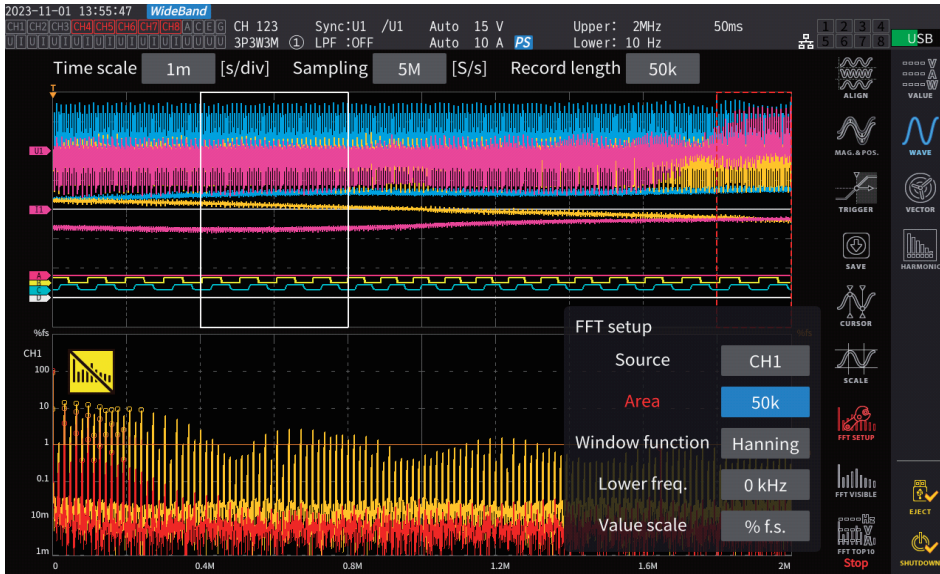 2023-11-01 13:55:47 WideBand
CH1 CH2 CH3 CH4 CH5 CH6 CH7 CH8 A C E G CH 123 Sync:U1 /U1 Auto 15 V Upper: 2MHz 50ms 1 2 3 4
U I U I U I U I U I U I U I U I U U U U 3P3W3M ① LPF :OFF Auto 10 A PS Lower: 10 Hz 5 6 7 8 USB
Time scale 1m [s/div] Sampling 5M [S/s] Record length 50k
ALIGN
VALUE
T
U1
MAG.& POS.
WAVE
I1
TRIGGER
VECTOR
A
B
C
D
SAVE
HARMONIC
CURSOR
%fs
CH1
100
10
1
0.1
10m
1m
0 0.4M 0.8M 1.2M 1.6M 2M
FFT setup
%fs
Source CH1
Area 50k
Window function Hanning
Lower freq. 0 kHz
Value scale % f.s.
SCALE
FFT SETUP
FFT VISIBLE
Hz
A
V
FFT TOP10
Stop
EJECT
SHUTDOWN